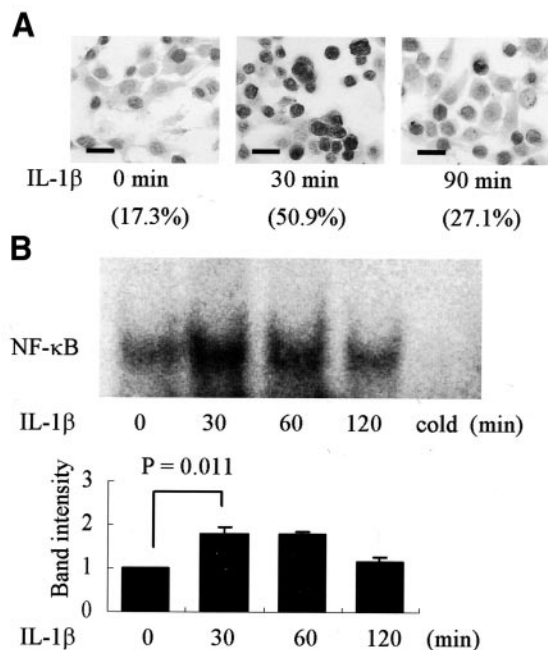 A
IL-1β 0 min 30 min 90 min
(17.3%) (50.9%) (27.1%)
B
NF-κB
IL-1β 0 30 60 120 cold (min)
P = 0.011
3
2
1
0
Band intensity
IL-1β 0 30 60 120 (min)